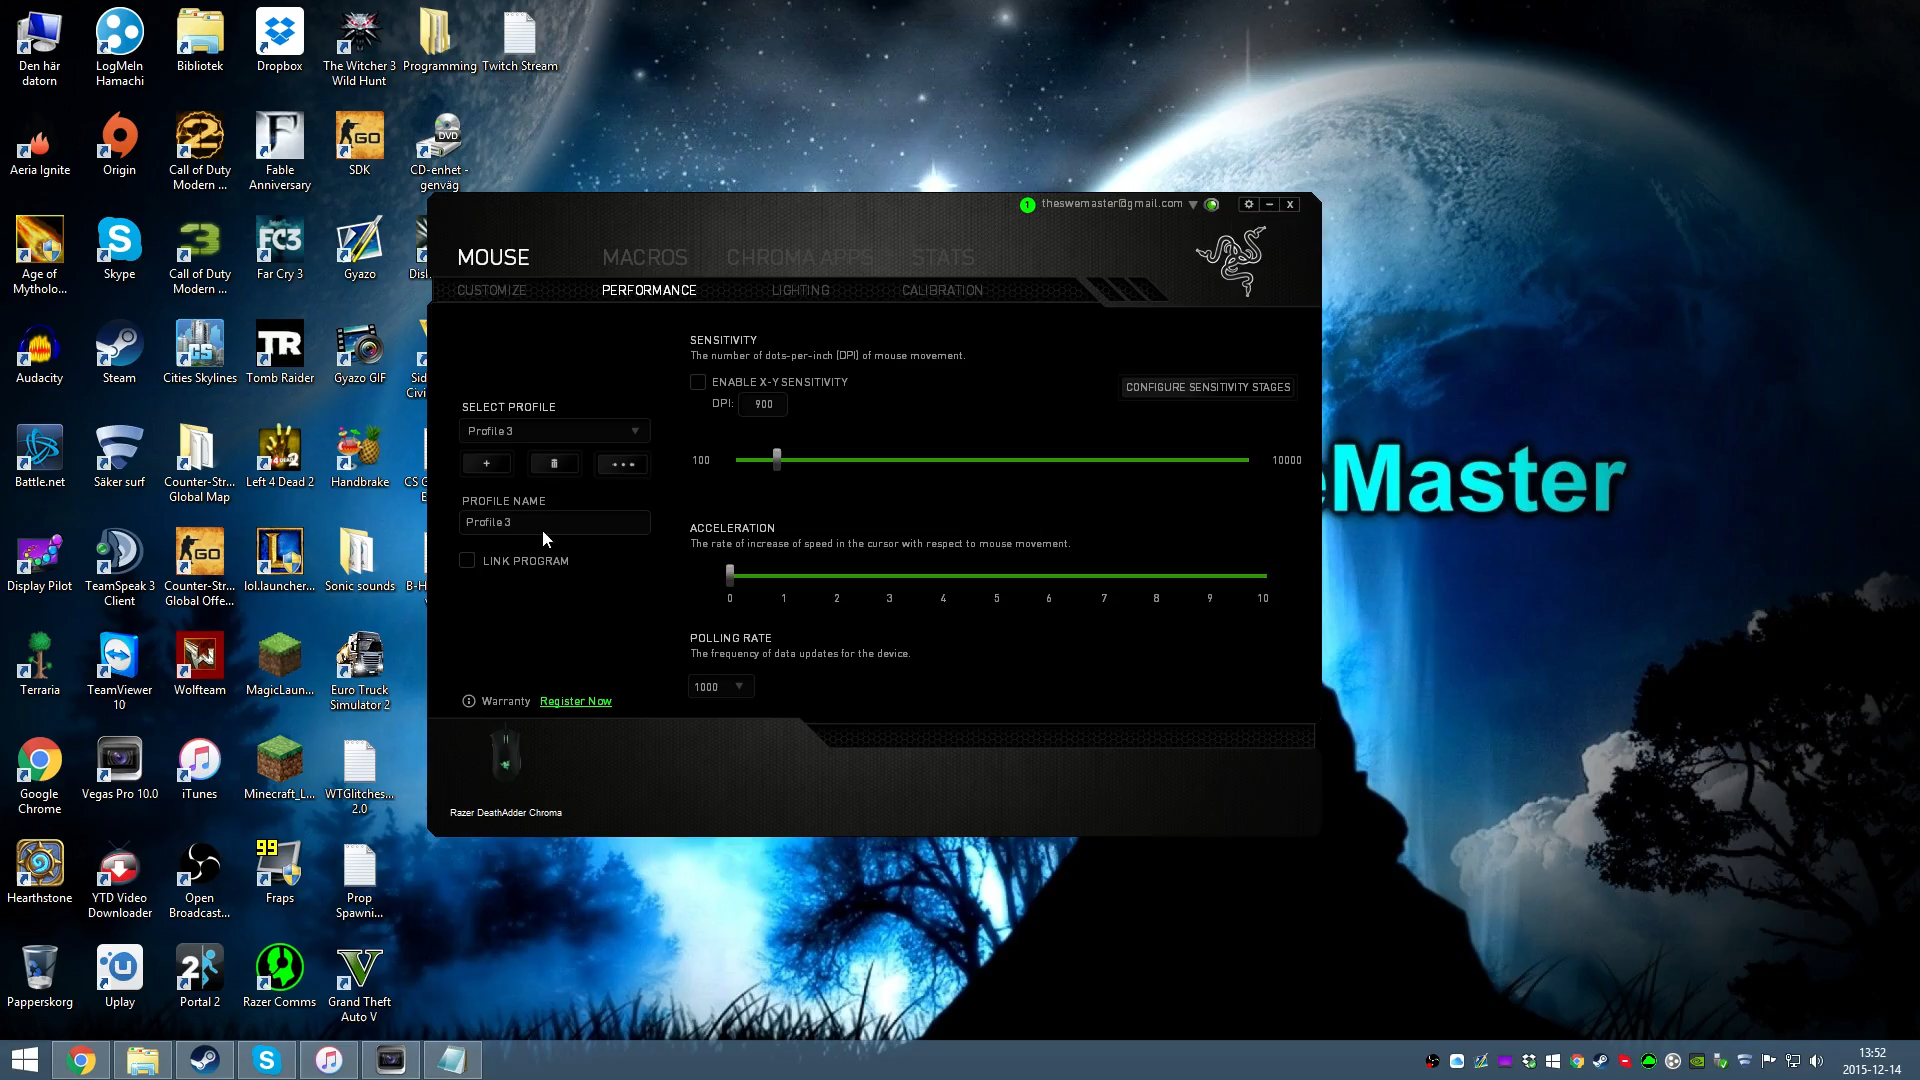 Den här datorn
LogMeIn Hamachi
Bibliotek
Dropbox
The Witcher 3 Wild Hunt
Programming
Twitch Stream
Aeria Ignite
Origin
Call of Duty Modern ...
Fable Anniversary
SDK
CD-enhet - genväg
Age of Mytholo...
Skype
Call of Duty Modern ...
Far Cry 3
Gyazo
Audacity
Steam
Cities Skylines
Tomb Raider
Gyazo GIF
Battle.net
Säker surf
Counter-Str... Global Map
Left 4 Dead 2
Handbrake
Display Pilot
TeamSpeak 3 Client
Counter-Str... Global Offe...
lol.launcher...
Sonic sounds
Terraria
TeamViewer 10
Wolfteam
MagicLaun...
Euro Truck Simulator 2
Google Chrome
Vegas Pro 10.0
iTunes
Minecraft_L...
WTGlitches... 2.0
Hearthstone
YTD Video Downloader
Open Broadcast...
99
Fraps
Prop Spawni...
Papperskorg
Uplay
Portal 2
Razer Comms
Grand Theft Auto V
1 theswemaster@gmail.com
MOUSE MACROS CHROMA APPS STATS
CUSTOMIZE PERFORMANCE LIGHTING CALIBRATION
SELECT PROFILE
Profile 3
+ ...
PROFILE NAME
Profile 3
LINK PROGRAM
Warranty Register Now
SENSITIVITY
The number of dots-per-inch (DPI) of mouse movement.
ENABLE X-Y SENSITIVITY
DPI: 900
CONFIGURE SENSITIVITY STAGES
100 10000
ACCELERATION
The rate of increase of speed in the cursor with respect to mouse movement.
0 1 2 3 4 5 6 7 8 9 10
POLLING RATE
The frequency of data updates for the device.
1000
Razer DeathAdder Chroma
eMaster
13:52
2015-12-14